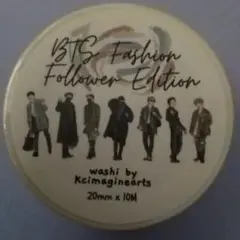 BTS Fashion
Follower Edition
washi by
Kcimaginearts
20mm x 10M